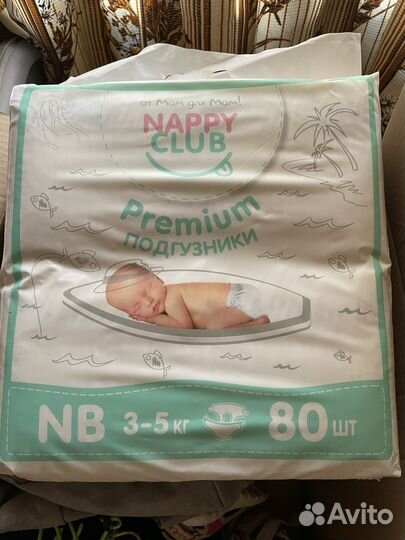 от Мам для Мам!
NAPPY
CLUB
Premium
ПОДГУЗНИКИ
NB 3-5 кг 80 шт
Avito